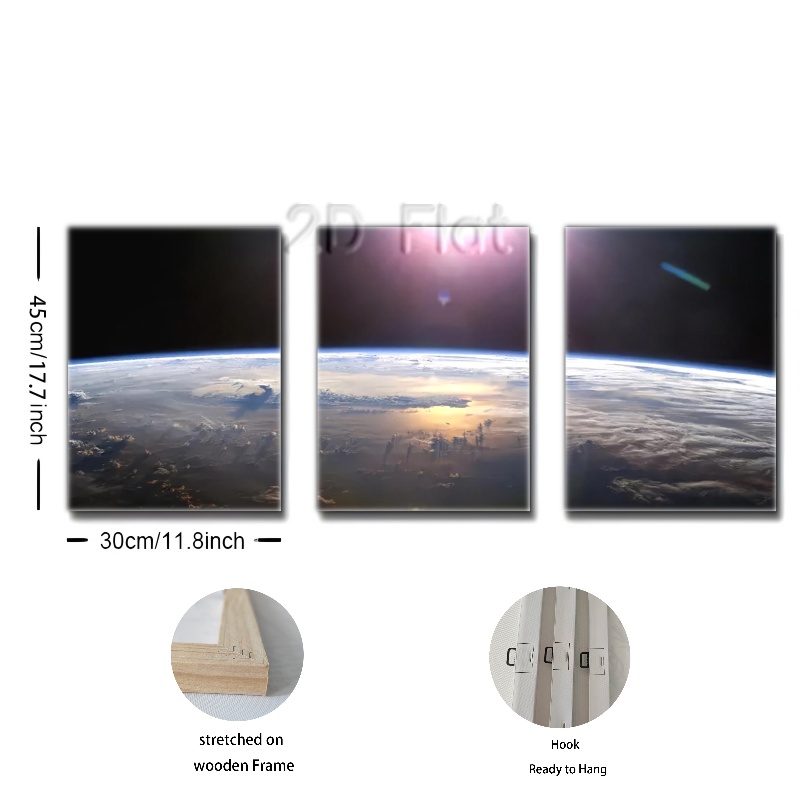 2D Flat
45cm/17.7inch
30cm/11.8inch
stretched on
wooden Frame
Hook
Ready to Hang